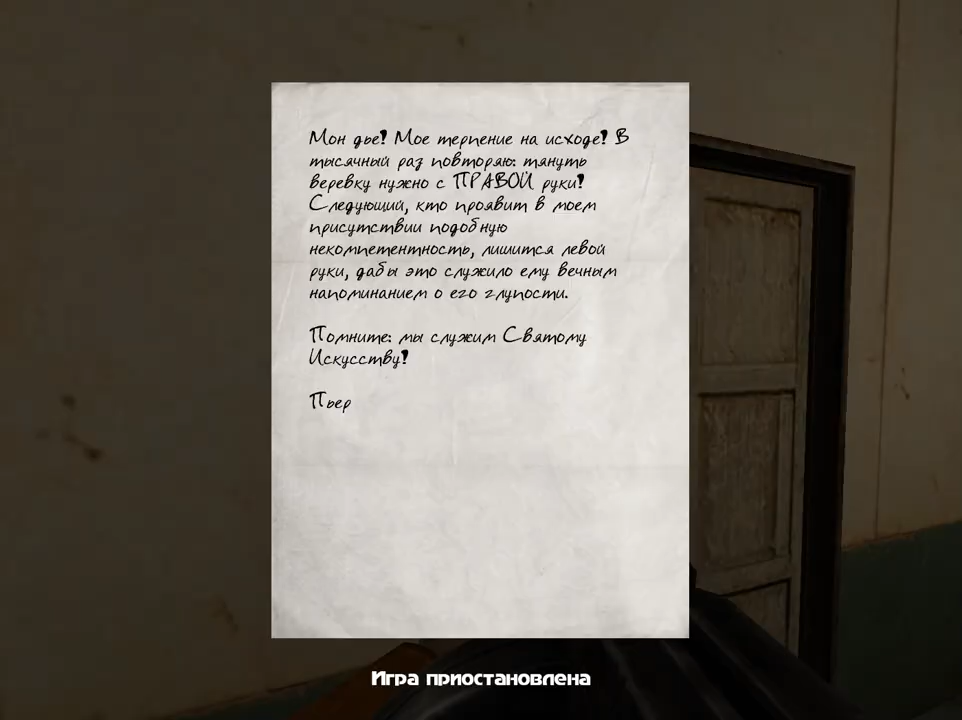 Мон дье! Мое терпение на исходе! В
тысячный раз повторяю: тянуть
веревку нужно с ПРАВОЙ руки!
Следующий, кто проявит в моем
присутствии подобную
некомпетентность, лишится левой
руки, дабы это служило ему вечным
напоминанием о его глупости.
Помните: мы служим Святому
Искусству!
Пьер
Игра приостановлена